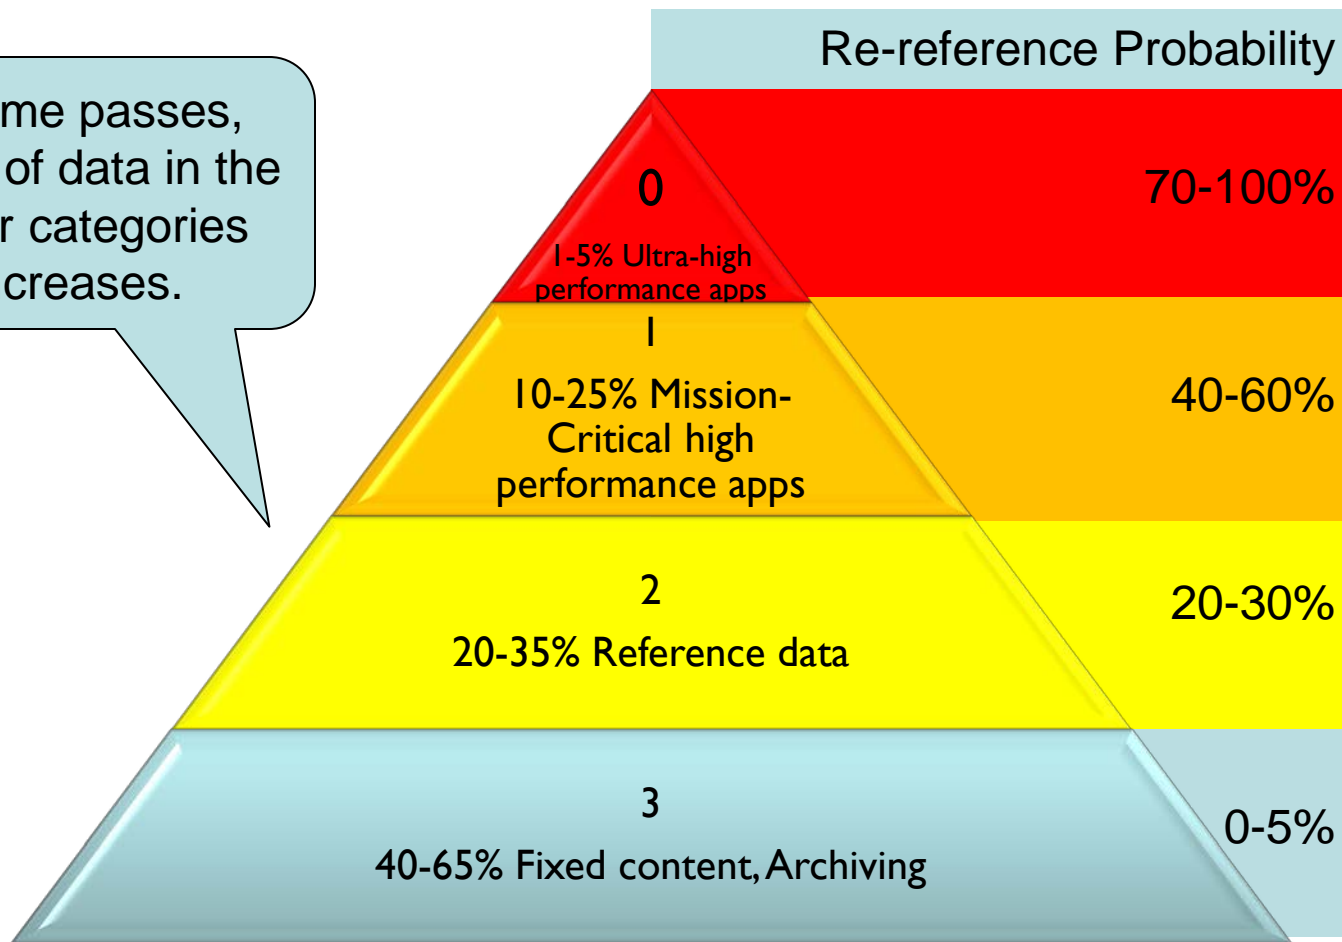 Re-reference Probability
me passes,
of data in the
r categories
creases.
0
1-5% Ultra-high
performance apps
70-100%
1
10-25% Mission-
Critical high
performance apps
40-60%
2
20-35% Reference data
20-30%
3
40-65% Fixed content, Archiving
0-5%